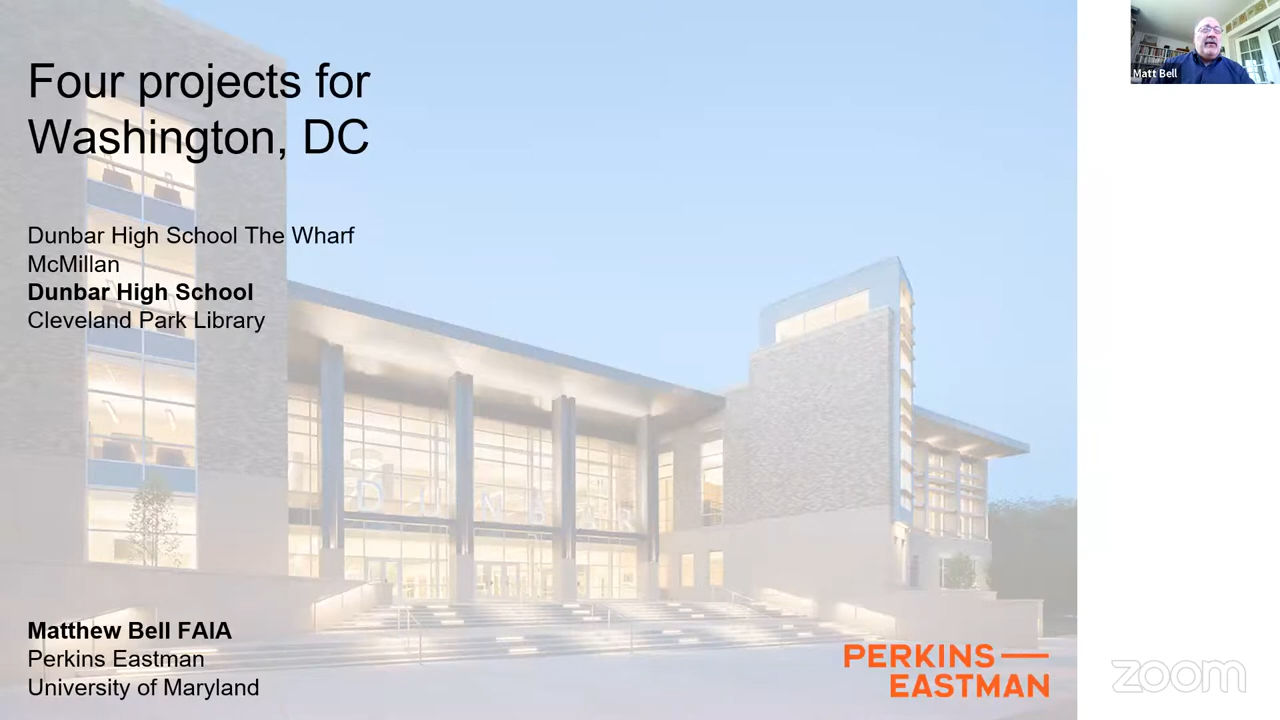 Four projects for
Washington, DC
Dunbar High School The Wharf
McMillan
Dunbar High School
Cleveland Park Library
DUNBAR
Matthew Bell FAIA
Perkins Eastman
University of Maryland
PERKINS
EASTMAN
Matt Bell
zoom